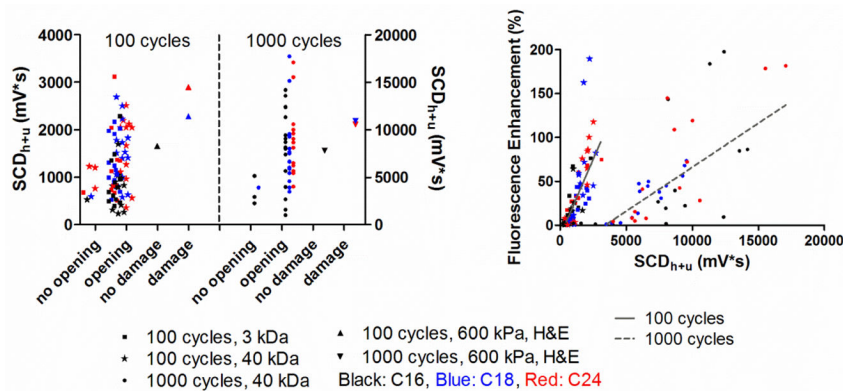 100 cycles
1000 cycles
SCDh+u (mV*s)
4000
3000
2000
1000
0
20000
15000
10000
5000
0
SCDh+u (mV*s)
no opening
opening
no damage
damage
no opening
opening
no damage
damage
Fluorescence Enhancement (%)
200
150
100
50
0
0
5000
10000
15000
20000
SCDh+u (mV*s)
100 cycles
1000 cycles
100 cycles, 3 kDa
100 cycles, 40 kDa
1000 cycles, 40 kDa
100 cycles, 600 kPa, H&E
1000 cycles, 600 kPa, H&E
Black: C16, Blue: C18, Red: C24